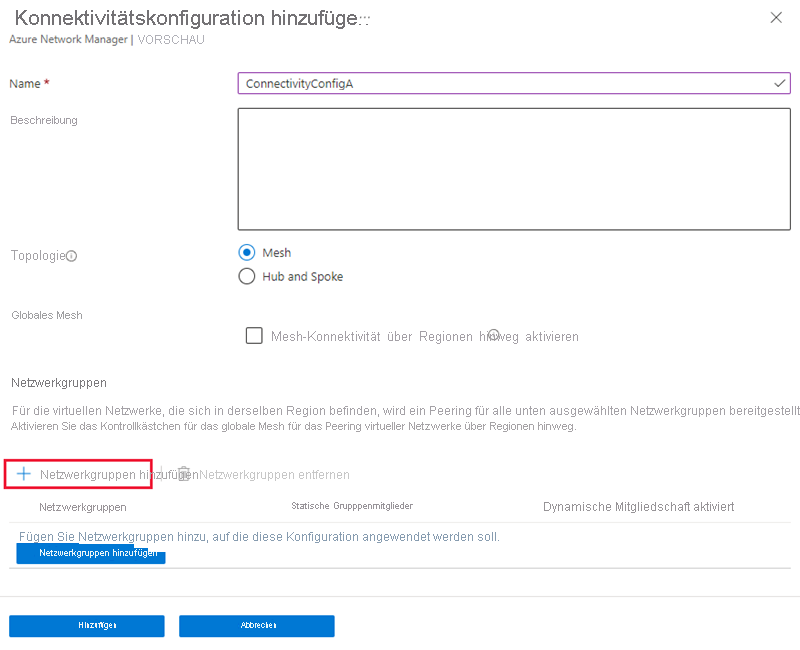 Konnektivitätskonfiguration hinzufüge...
Azure Network Manager | VORSCHAU
Name *
ConnectivityConfigA
Beschreibung
Topologie
Mesh
Hub and Spoke
Globales Mesh
Mesh-Konnektivität über Regionen hinweg aktivieren
Netzwerkgruppen
Für die virtuellen Netzwerke, die sich in derselben Region befinden, wird ein Peering für alle unten ausgewählten Netzwerkgruppen bereitgestellt
Aktivieren Sie das Kontrollkästchen für das globale Mesh für das Peering virtueller Netzwerke über Regionen hinweg.
Netzwerkgruppen hinzufügen | Netzwerkgruppen entfernen
Netzwerkgruppen Statische Grupppenmitglieder Dynamische Mitgliedschaft aktiviert
Fügen Sie Netzwerkgruppen hinzu, auf die diese Konfiguration angewendet werden soll.
Netzwerkgruppen hinzufügen
Hinzufügen Abbrechen